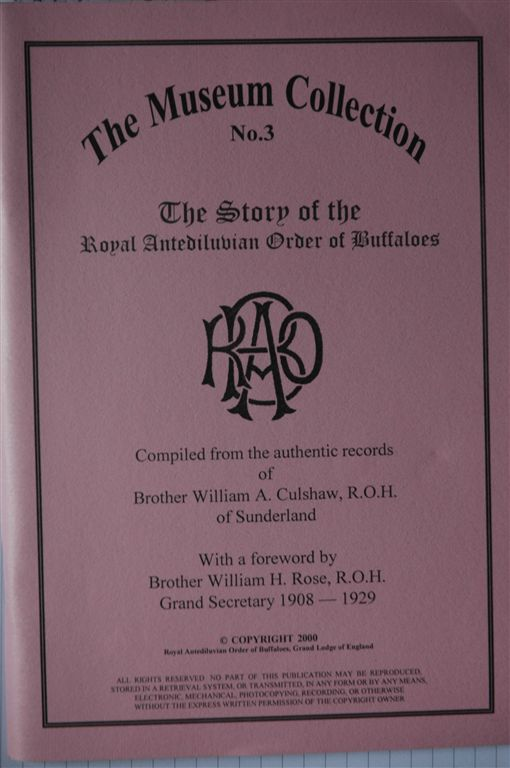 The Museum Collection
No.3
The Story of the
Royal Antediluvian Order of Buffaloes
RAOB
Compiled from the authentic records
of
Brother William A. Culshaw, R.O.H.
of Sunderland
With a foreword by
Brother William H. Rose, R.O.H.
Grand Secretary 1908 — 1929
© COPYRIGHT 2000
Royal Antediluvian Order of Buffaloes, Grand Lodge of England
ALL RIGHTS RESERVED NO PART OF THIS PUBLICATION MAY BE REPRODUCED,
STORED IN A RETRIEVAL SYSTEM, OR TRANSMITTED, IN ANY FORM OR BY ANY MEANS,
ELECTRONIC, MECHANICAL, PHOTOCOPYING, RECORDING, OR OTHERWISE
WITHOUT THE EXPRESS WRITTEN PERMISSION OF THE COPYRIGHT OWNER